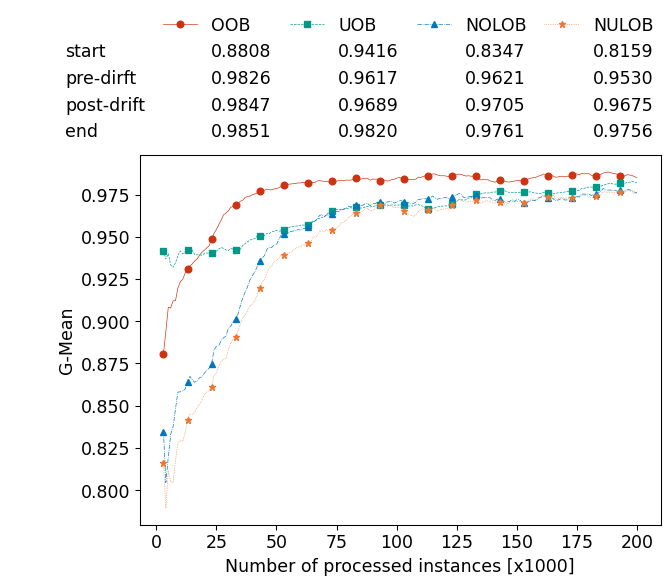 OOB UOB NOLOB NULOB
start 0.8808 0.9416 0.8347 0.8159
pre-dirft 0.9826 0.9617 0.9621 0.9530
post-drift 0.9847 0.9689 0.9705 0.9675
end 0.9851 0.9820 0.9761 0.9756
0.975
0.950
0.925
0.900
0.875
0.850
0.825
0.800
G-Mean
0 25 50 75 100 125 150 175 200
Number of processed instances [x1000]